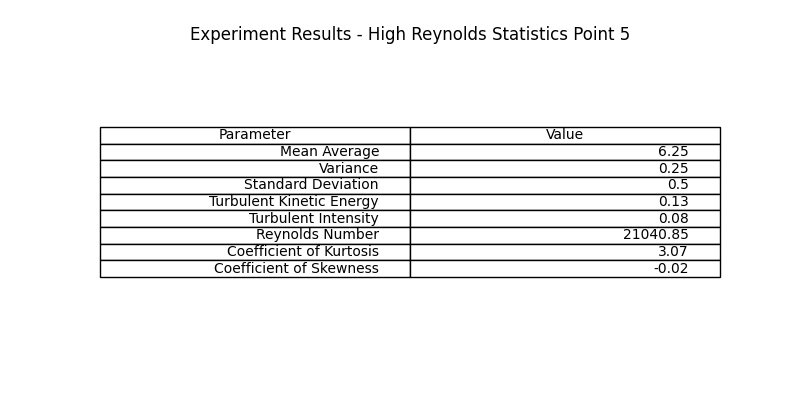 Experiment Results - High Reynolds Statistics Point 5
Parameter Value
Mean Average 6.25
Variance 0.25
Standard Deviation 0.5
Turbulent Kinetic Energy 0.13
Turbulent Intensity 0.08
Reynolds Number 21040.85
Coefficient of Kurtosis 3.07
Coefficient of Skewness -0.02